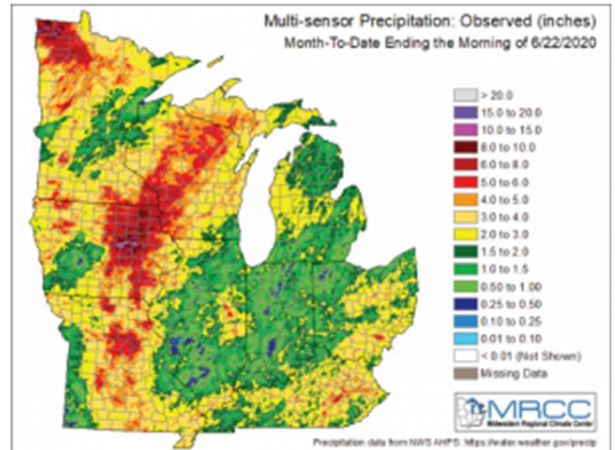 Multi-sensor Precipitation: Observed (inches)
Month-To-Date Ending the Morning of 6/22/2020
> 20.0
15.0 to 20.0
10.0 to 15.0
8.0 to 10.0
6.0 to 8.0
5.0 to 6.0
4.0 to 5.0
3.0 to 4.0
2.0 to 3.0
1.5 to 2.0
1.0 to 1.5
0.50 to 1.00
0.25 to 0.50
0.10 to 0.25
0.01 to 0.10
< 0.01 (Not Shown)
Missing Data
MRCC
Midwestern Regional Climate Center
Precipitation data from NWS AHPS: https://water.weather.gov/precip